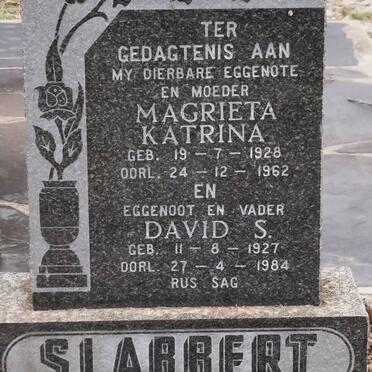 TER
GEDAGTENIS AAN
MY DIERBARE EGGENOTE
EN MOEDER
MAGRIETA
KATRINA
GEB. 19-7-1928
OORL. 24-12-1962
EN
EGGENOOT EN VADER
DAVID S.
GEB. 11-8-1927
OORL. 27-4-1984
RUS SAG
SLABBERT